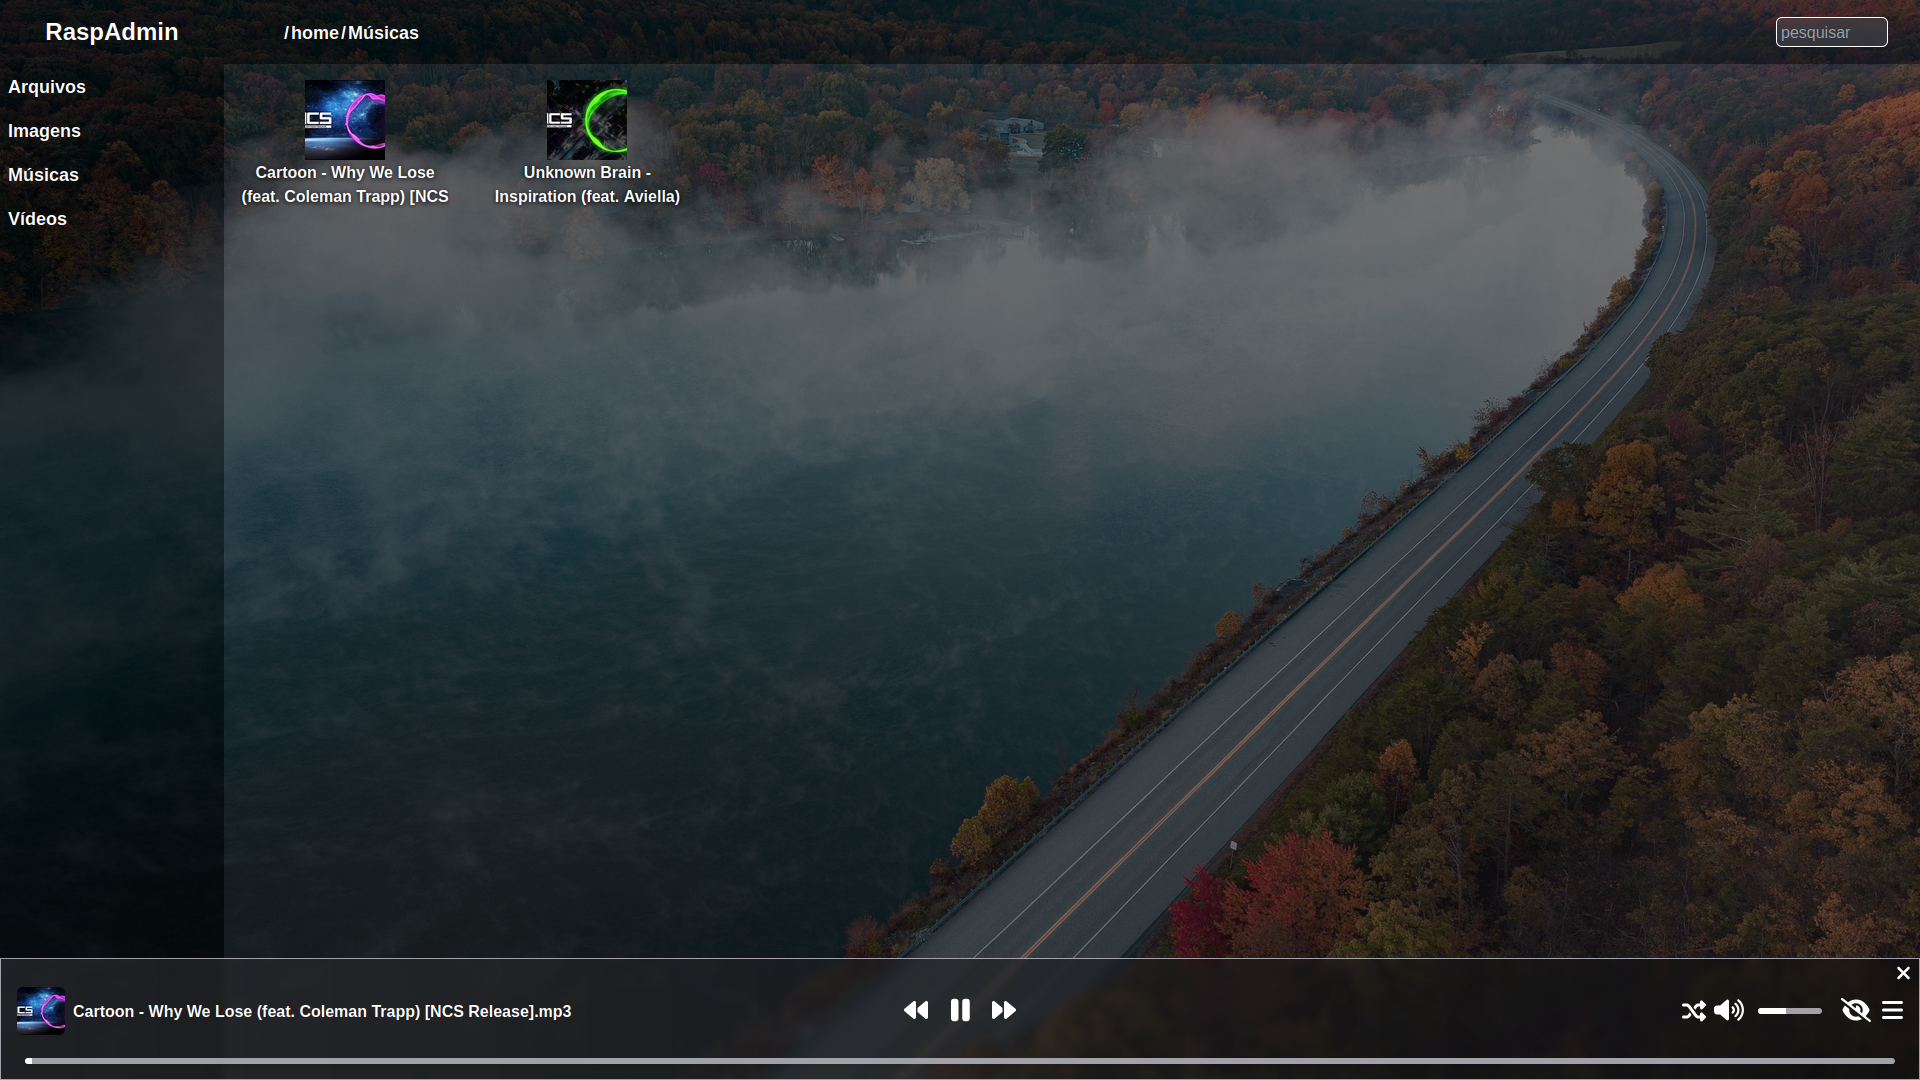 RaspAdmin
/home/Músicas
pesquisar
Arquivos
Imagens
Músicas
Vídeos
Cartoon - Why We Lose
(feat. Coleman Trapp) [NCS
Unknown Brain -
Inspiration (feat. Aviella)
Cartoon - Why We Lose (feat. Coleman Trapp) [NCS Release].mp3